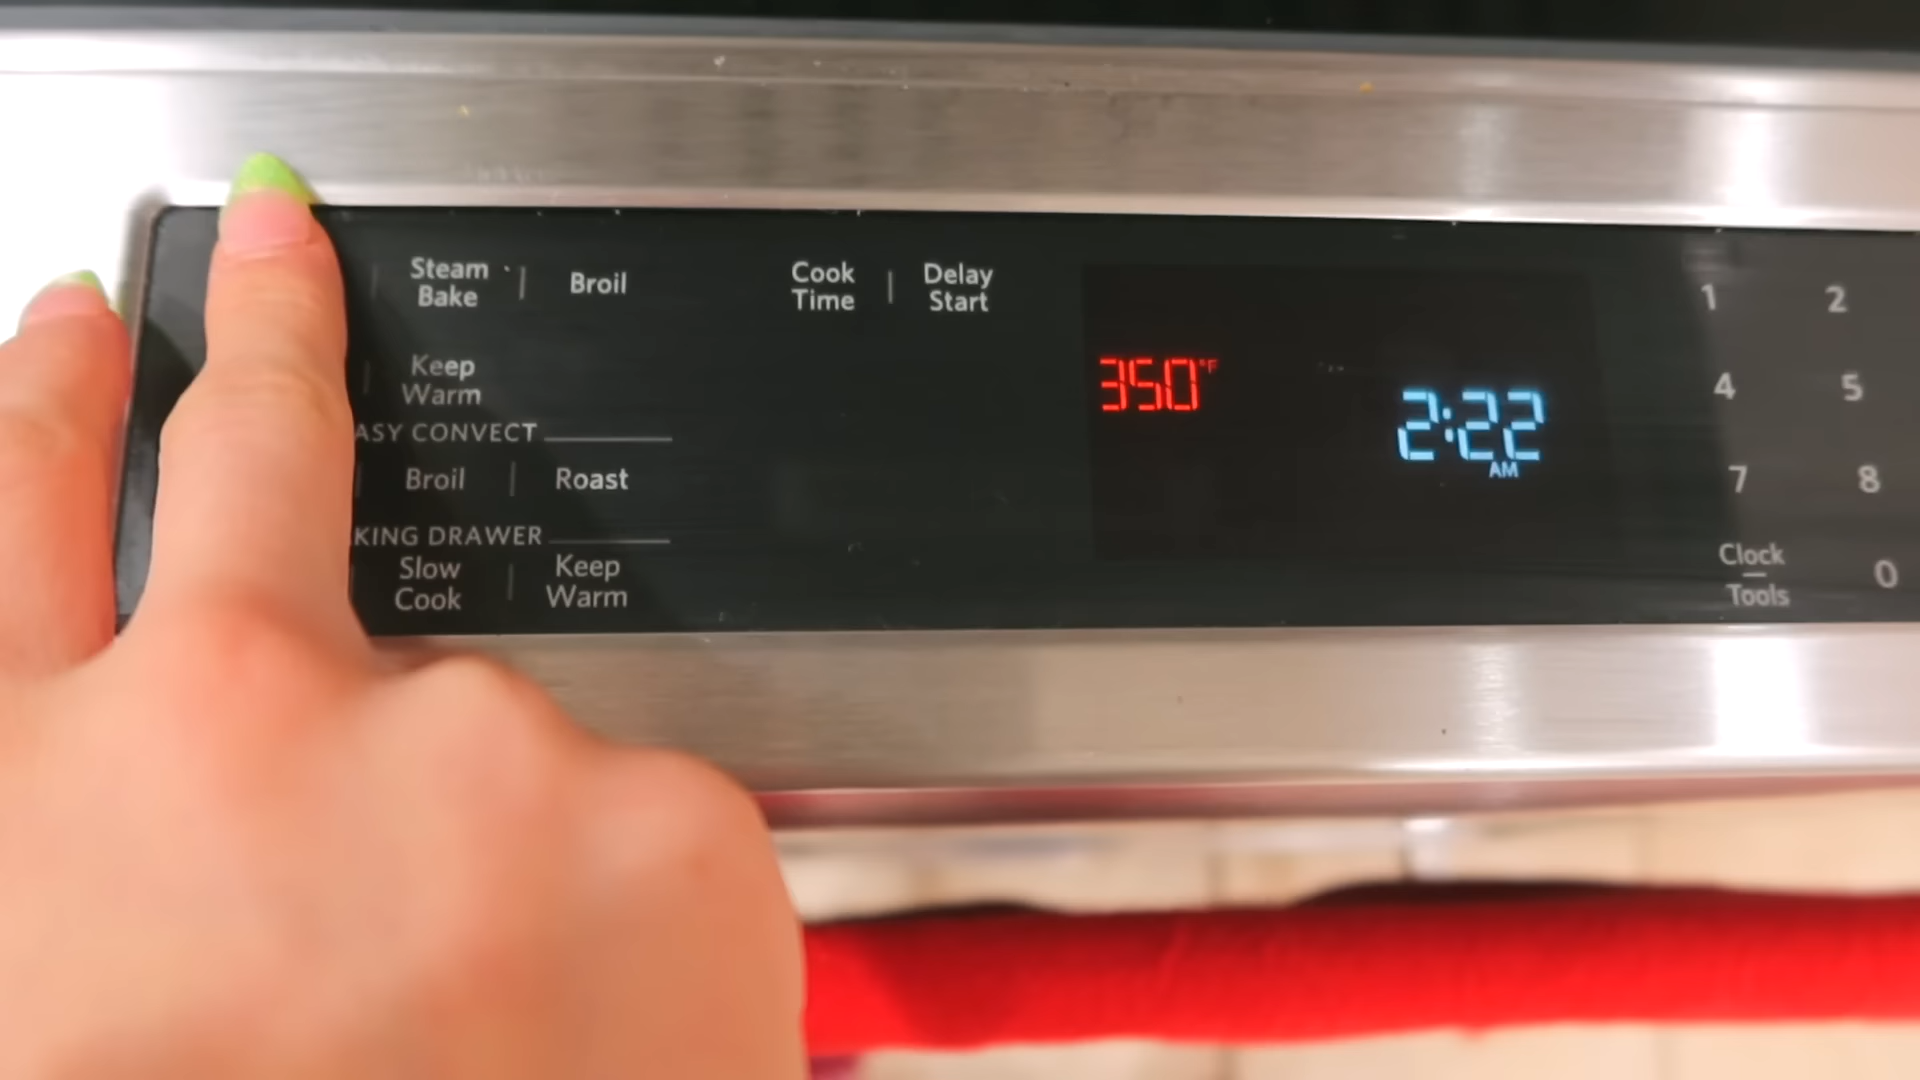 Steam
Bake
Broil
Cook
Time
Delay
Start
1 2
Keep
Warm
350°F
2:22
AM
4 5
ASY CONVECT
Broil
Roast
7 8
KING DRAWER
Slow
Cook
Keep
Warm
Clock
Tools
0